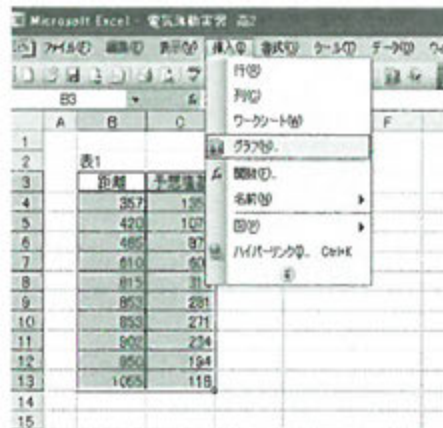 Microsoft Excel - 電気泳動実習 高2
ファイル(F) 編集(E) 表示(V) 挿入(I) 書式(O) ツール(T) データ(D)
B3
行(R)
列(C)
ワークシート(W)
グラフ(H)...
関数(F)...
名前(N)
図(P)
ハイパーリンク(I)... Ctrl+K
A B C F
1
2 表1
3 距離
4 357
5 420
6 485
7 610
8 815
9 853 281
10 853 271
11 902 234
12 950 194
13 1065 118
14
15